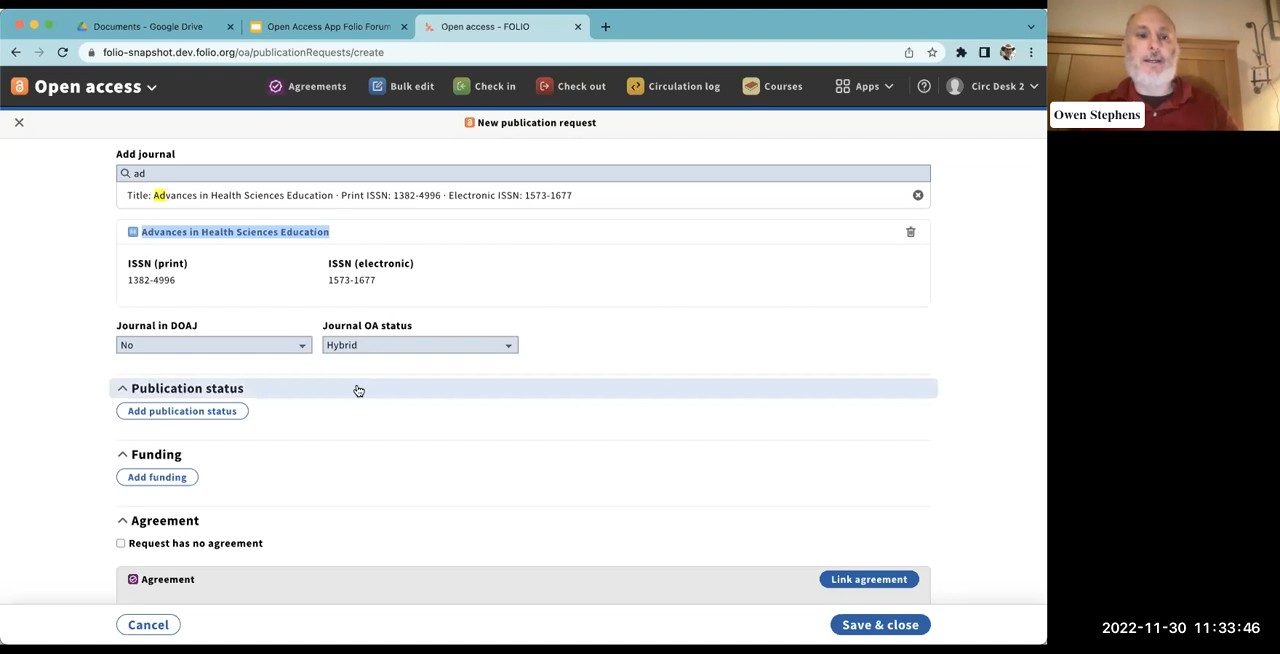 Documents - Google Drive
Open Access App Folio Forum
Open access - FOLIO
folio-snapshot.dev.folio.org/oa/publicationRequests/create
Open access
Agreements
Bulk edit
Check in
Check out
Circulation log
Courses
Apps
Circ Desk 2
New publication request
Owen Stephens
Add journal
ad
Title: Advances in Health Sciences Education · Print ISSN: 1382-4996 · Electronic ISSN: 1573-1677
Advances in Health Sciences Education
ISSN (print)
ISSN (electronic)
1382-4996
1573-1677
Journal in DOAJ
Journal OA status
No
Hybrid
Publication status
Add publication status
Funding
Add funding
Agreement
Request has no agreement
Agreement
Link agreement
Cancel
Save & close
2022-11-30 11:33:46